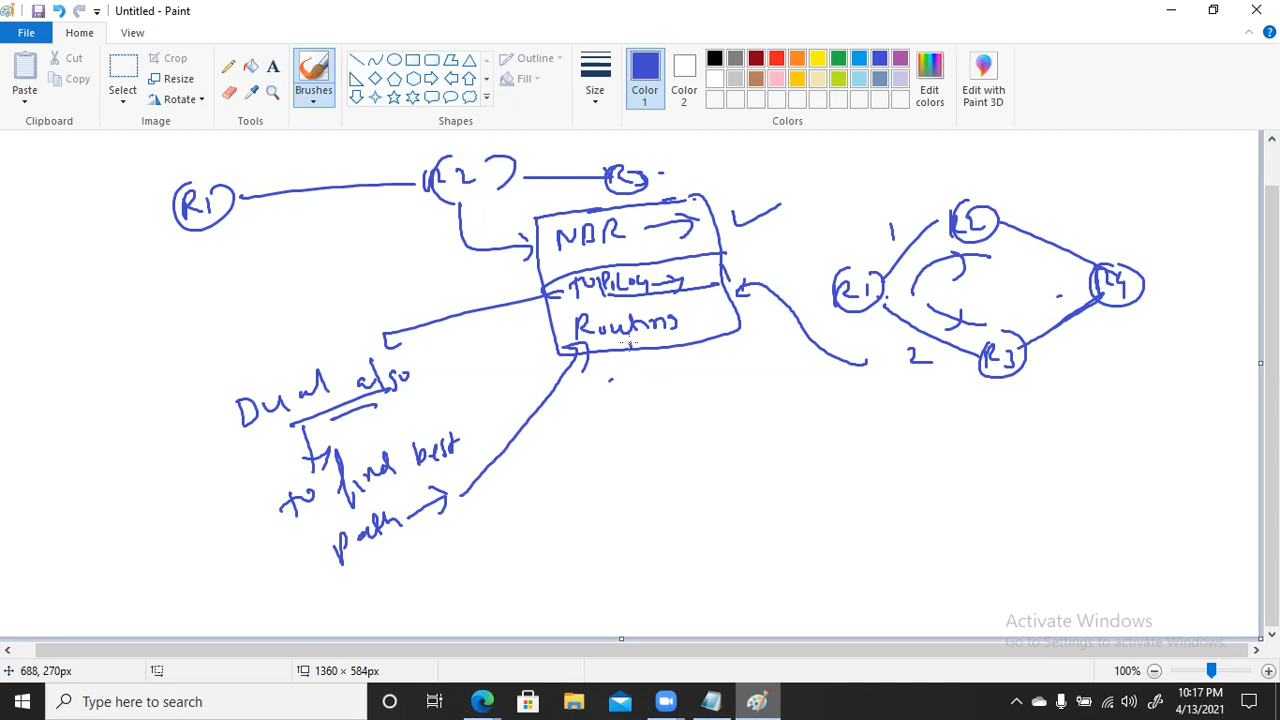 Untitled - Paint
File
Home
View
Paste
Cut
Copy
Clipboard
Select
Crop
Resize
Rotate
Image
Tools
Brushes
Shapes
Outline
Fill
Size
Color 1
Color 2
Edit colors
Colors
Edit with Paint 3D
R1
R2
R3
NBR
Routing
Dual algo
to find best
path
1
R2
R1
R4
2
R3
Activate Windows
Go to Settings to activate Windows.
688, 270px
1360 × 584px
100%
Type here to search
10:17 PM
4/13/2021